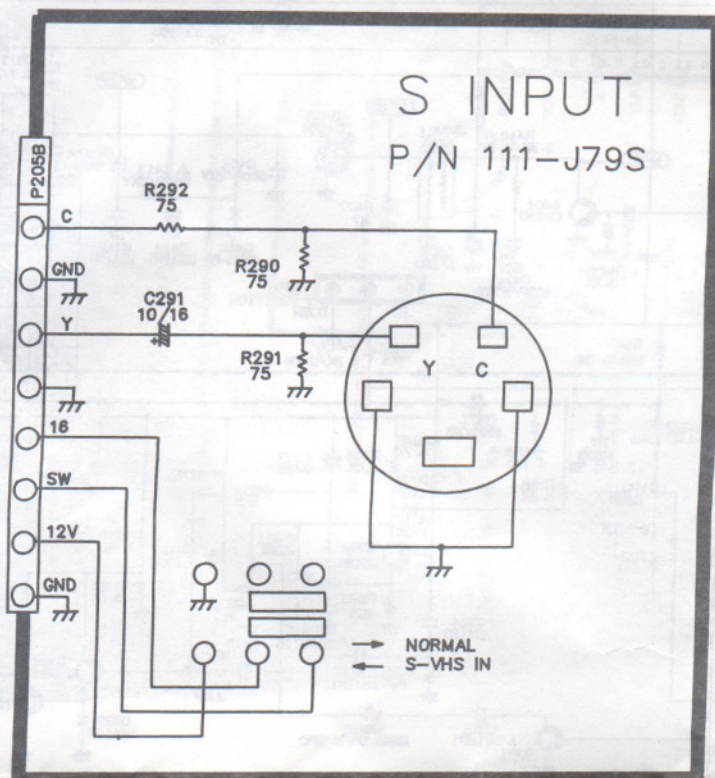 S INPUT
P/N 111-J79S
P205B
C
R292
75
R290
75
GND
C291
10 16
Y
R291
75
Y C
16
SW
12V
GND
NORMAL
S-VHS IN